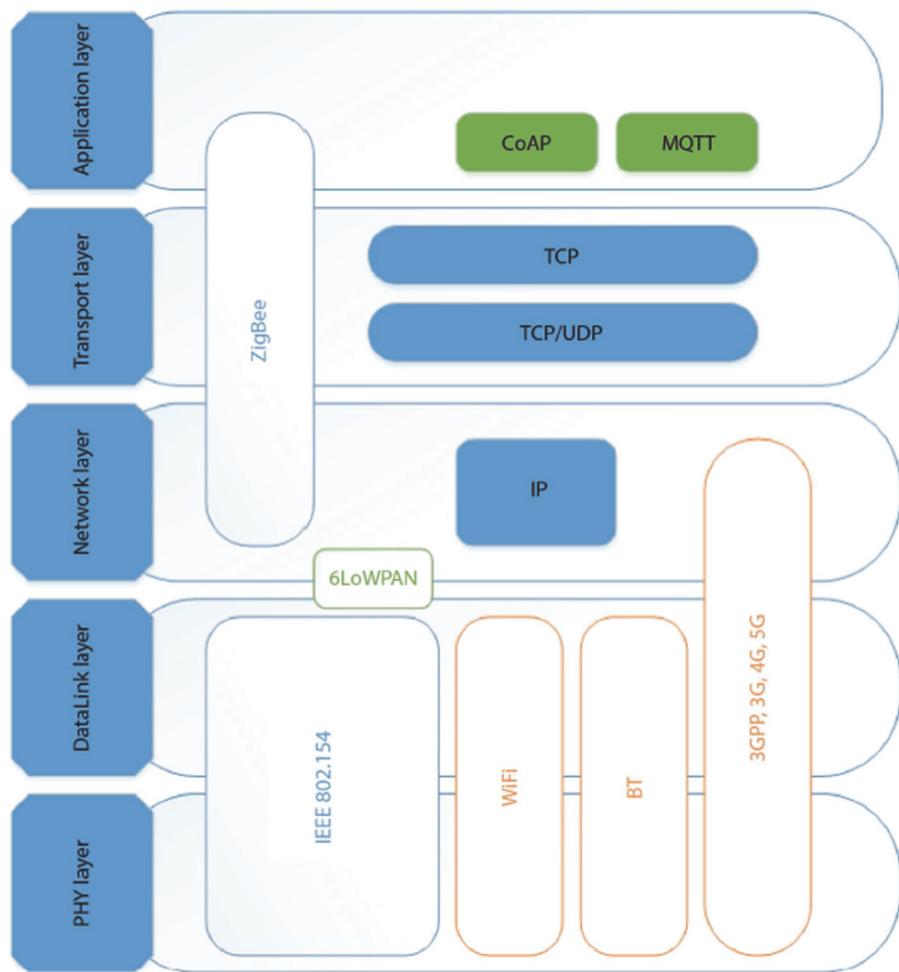 Application layer
CoAP
MQTT
Transport layer
ZigBee
TCP
TCP/UDP
Network layer
IP
6LoWPAN
DataLink layer
IEEE 802.154
WiFi
BT
3GPP, 3G, 4G, 5G
PHY layer